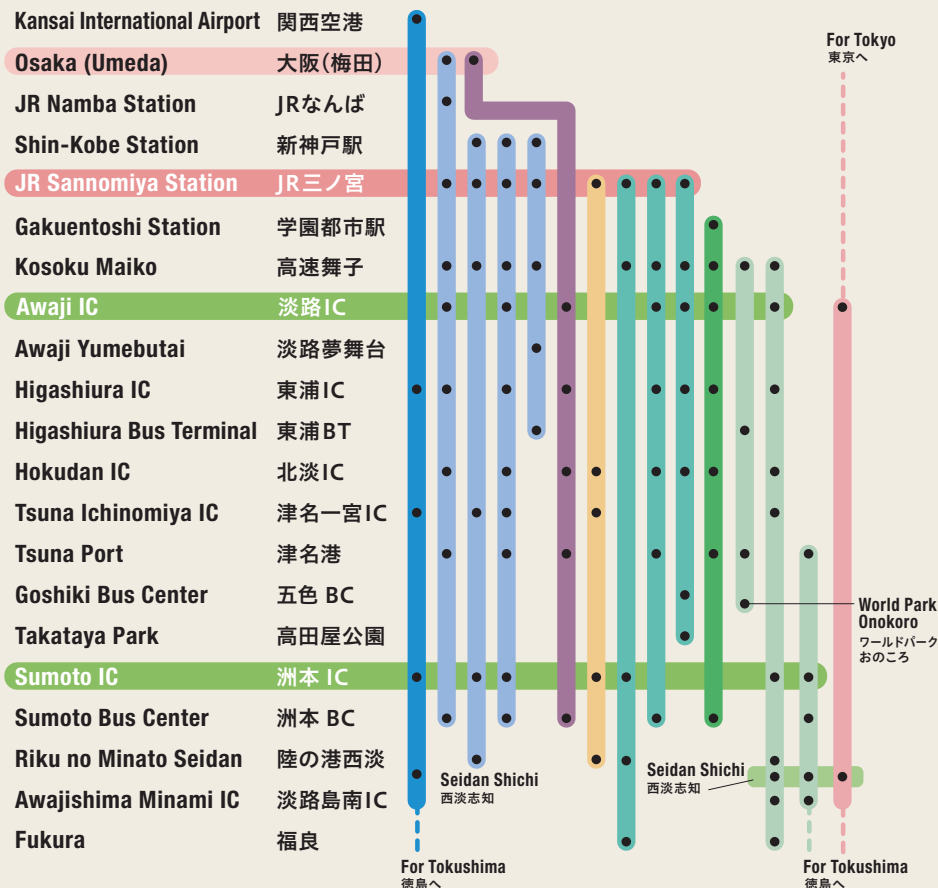 Kansai International Airport 関西空港
For Tokyo
東京へ
Osaka (Umeda) 大阪(梅田)
JR Namba Station JRなんば
Shin-Kobe Station 新神戸駅
JR Sannomiya Station JR三ノ宮
Gakuentoshi Station 学園都市駅
Kosoku Maiko 高速舞子
Awaji IC 淡路IC
Awaji Yumebutai 淡路夢舞台
Higashiura IC 東浦IC
Higashiura Bus Terminal 東浦BT
Hokudan IC 北淡IC
Tsuna Ichinomiya IC 津名一宮IC
Tsuna Port 津名港
Goshiki Bus Center 五色 BC
World Park
Onokoro
ワールドパーク
おのころ
Takataya Park 高田屋公園
Sumoto IC 洲本 IC
Sumoto Bus Center 洲本 BC
Riku no Minato Seidan 陸の港西淡
Seidan Shichi
西淡志知
Seidan Shichi
西淡志知
Awajishima Minami IC 淡路島南IC
Fukura 福良
For Tokushima
徳島へ
For Tokushima
徳島へ